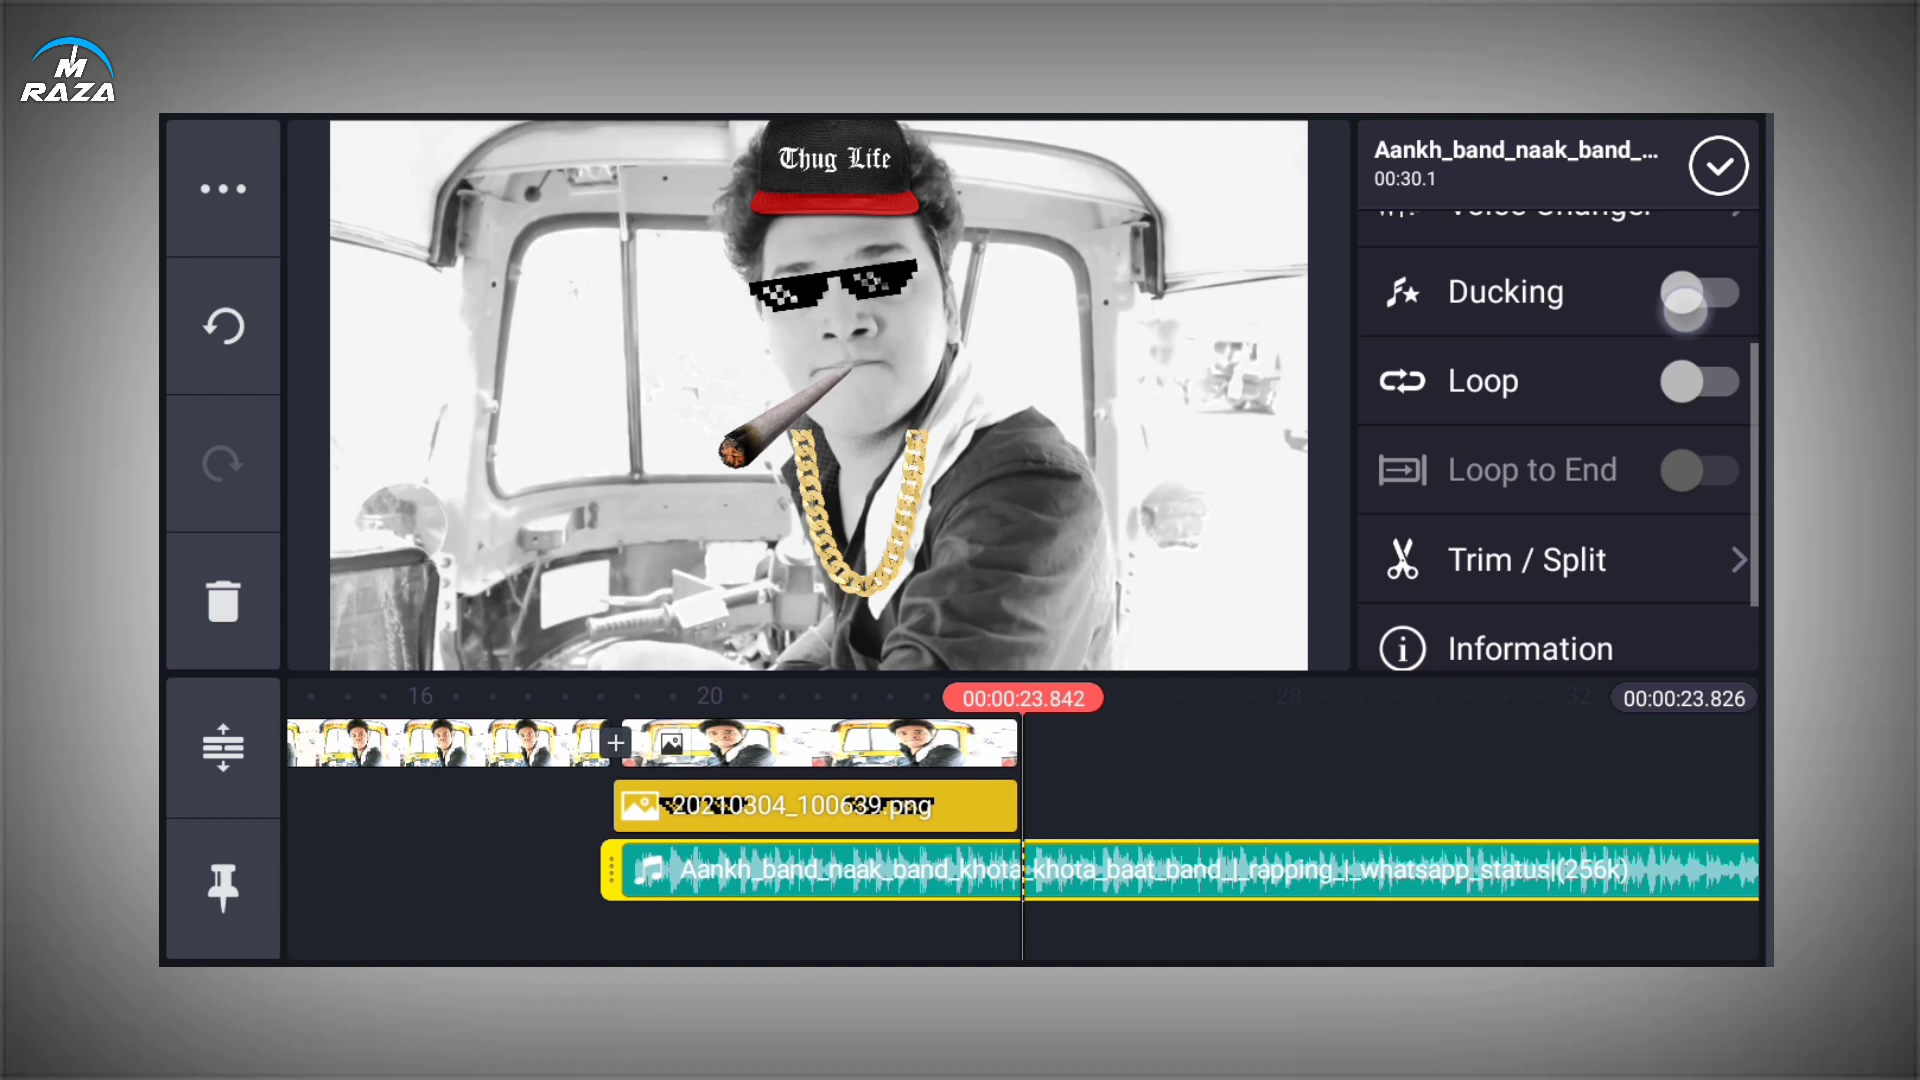 M
RAZA
Thug Life
Aankh_band_naak_band_...
00:30.1
Voice Changer
Ducking
Loop
Loop to End
Trim / Split
Information
16
20
00:00:23.842
28
32
00:00:23.826
20210304_100639.png
Aankh_band_naak_band_khota_khota_baat_band_|_rapping_|_whatsapp_status|(256k)